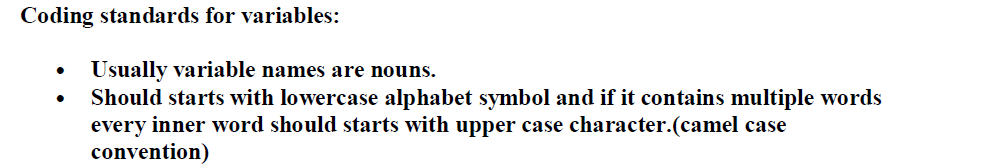 Coding standards for variables:
• Usually variable names are nouns.
• Should starts with lowercase alphabet symbol and if it contains multiple words
every inner word should starts with upper case character.(camel case
convention)